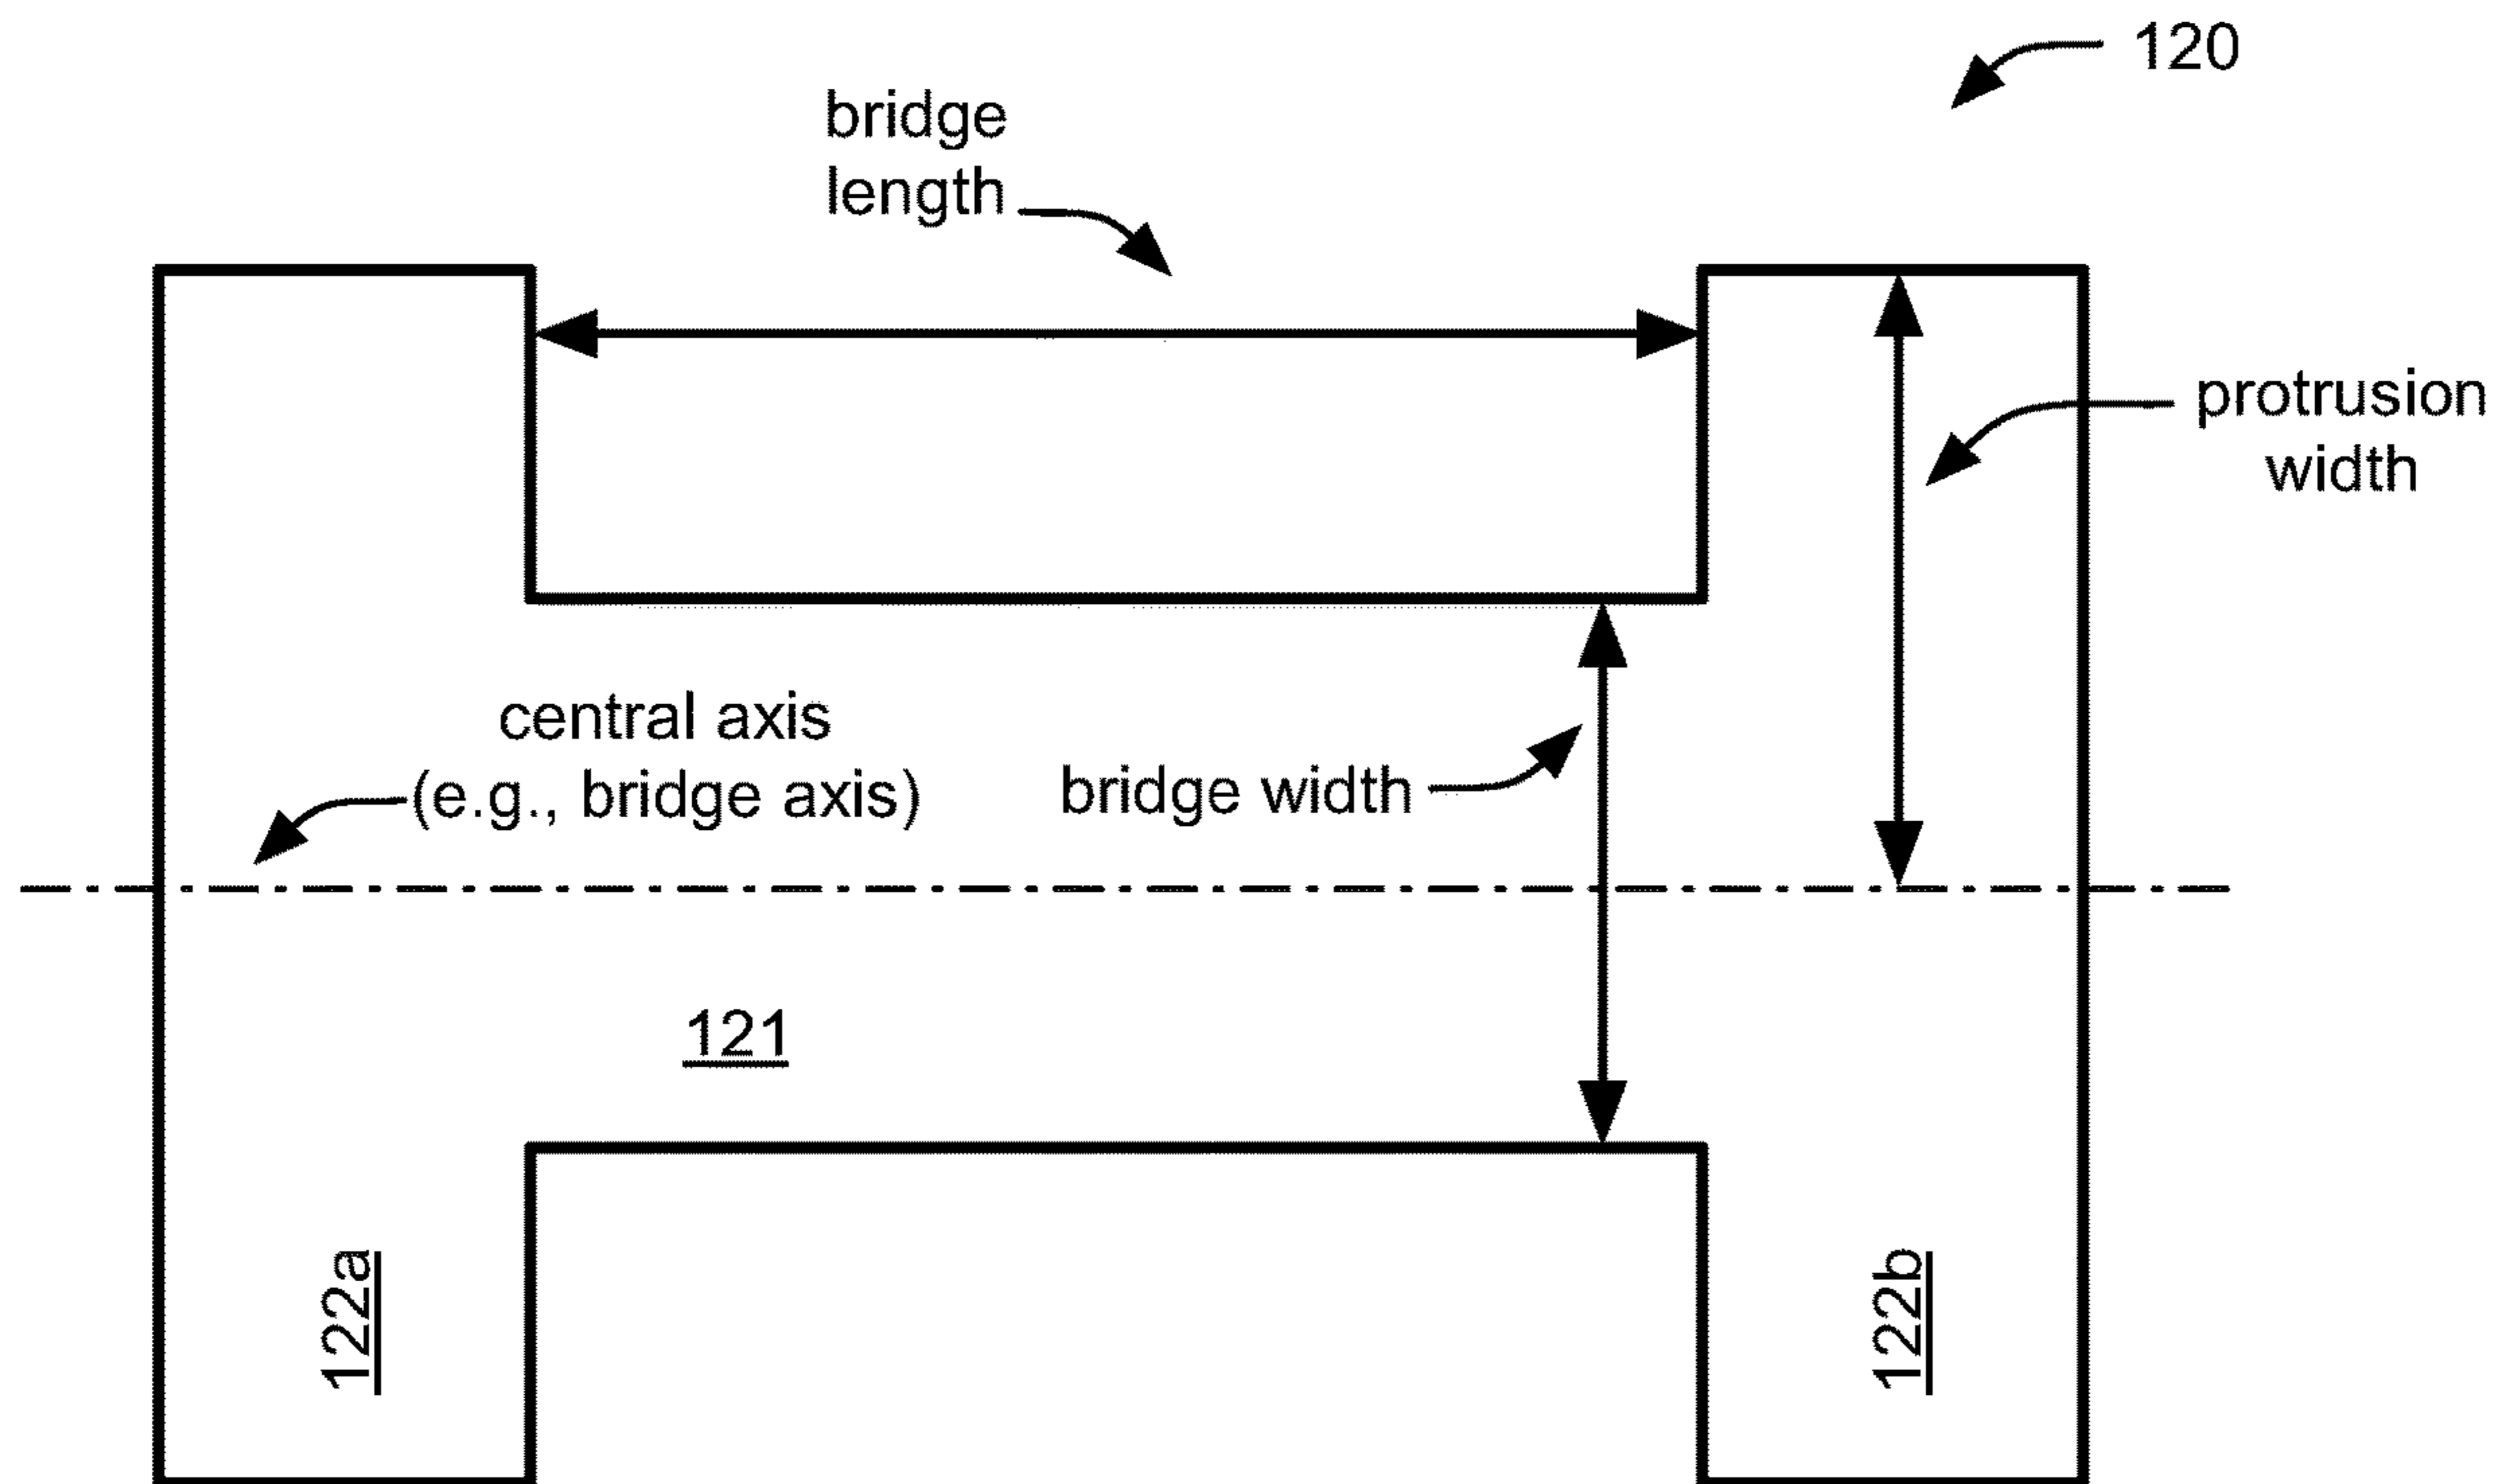 120
bridge
length
protrusion
width
central axis
(e.g., bridge axis)
bridge width
121
122a
122b